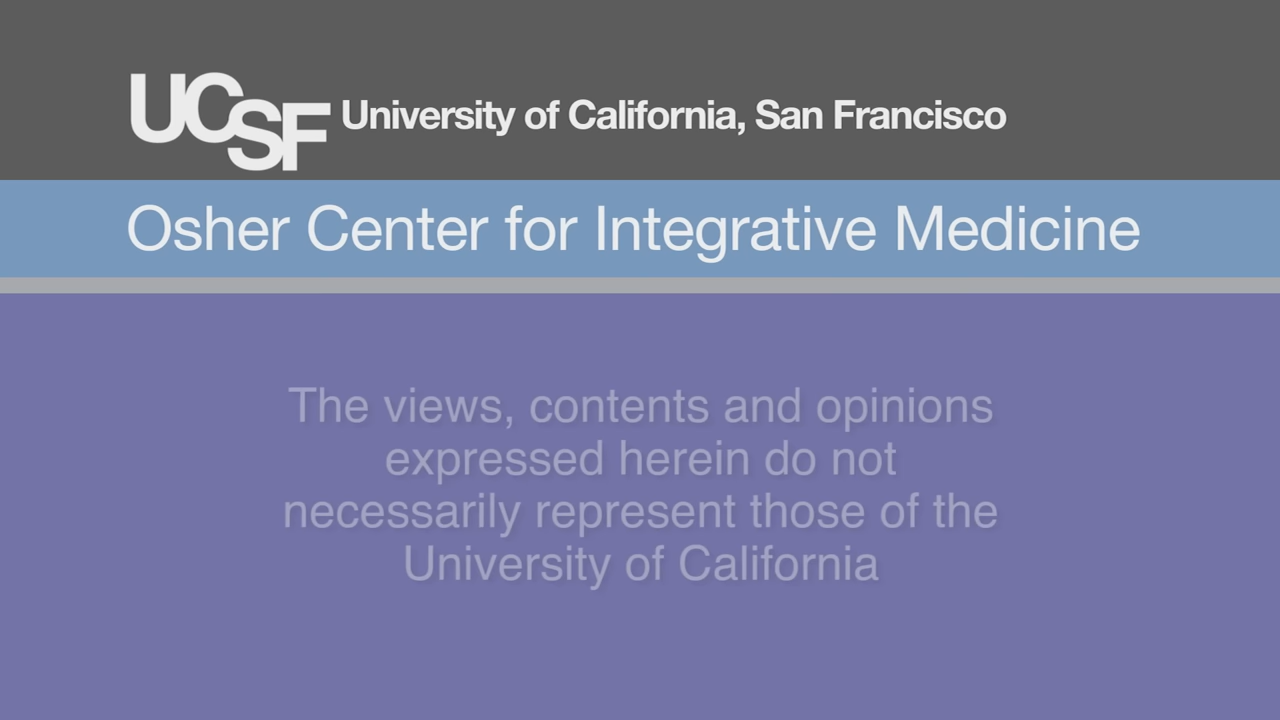 UCSF University of California, San Francisco
Osher Center for Integrative Medicine
The views, contents and opinions
expressed herein do not
necessarily represent those of the
University of California